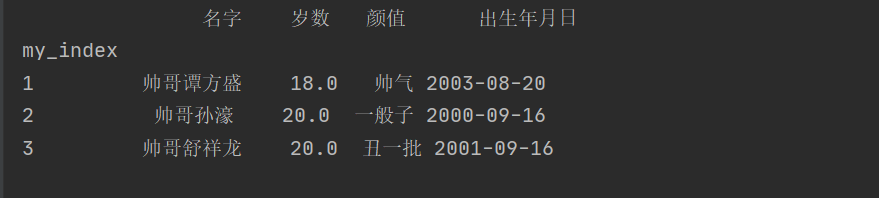 名字 岁数 颜值 出生年月日
my_index
1 帅哥谭方盛 18.0 帅气 2003-08-20
2 帅哥孙濠 20.0 一般子 2000-09-16
3 帅哥舒祥龙 20.0 丑一批 2001-09-16